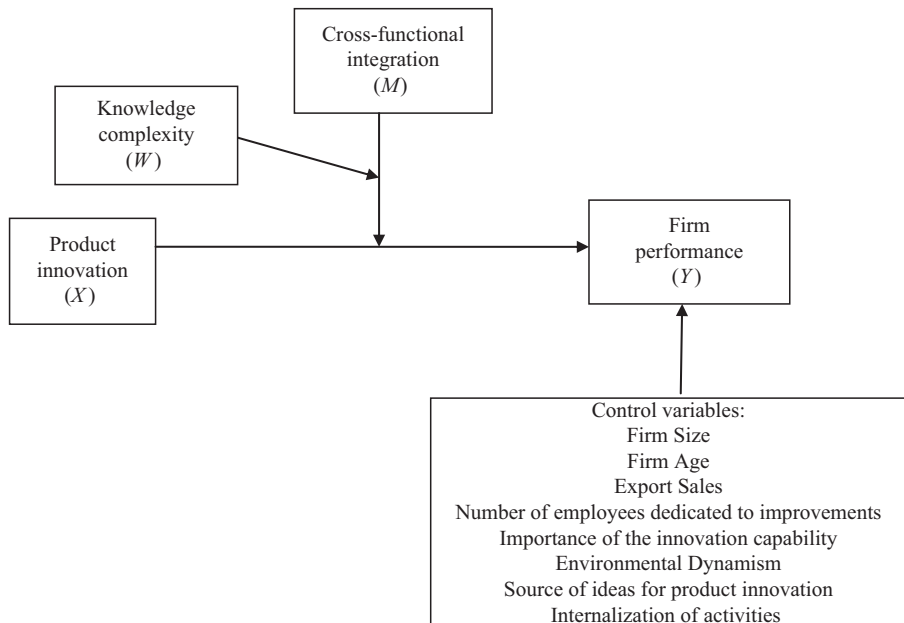 Cross-functional
integration
(M)
Knowledge
complexity
(W)
Product
innovation
(X)
Firm
performance
(Y)
Control variables:
Firm Size
Firm Age
Export Sales
Number of employees dedicated to improvements
Importance of the innovation capability
Environmental Dynamism
Source of ideas for product innovation
Internalization of activities